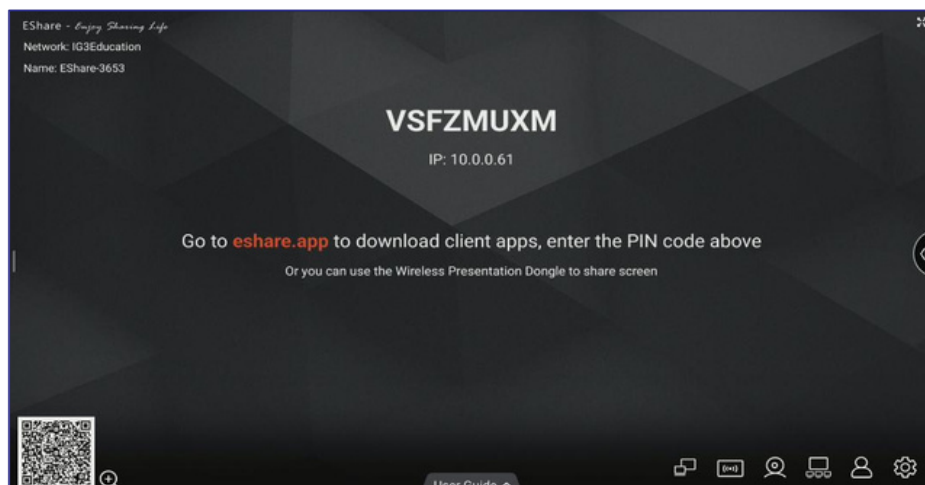 EShare - Enjoy Sharing Life
Network: IG3Education
Name: EShare-3653
VSFZMUXM
IP: 10.0.0.61
Go to eshare.app to download client apps, enter the PIN code above
Or you can use the Wireless Presentation Dongle to share screen
User Guide